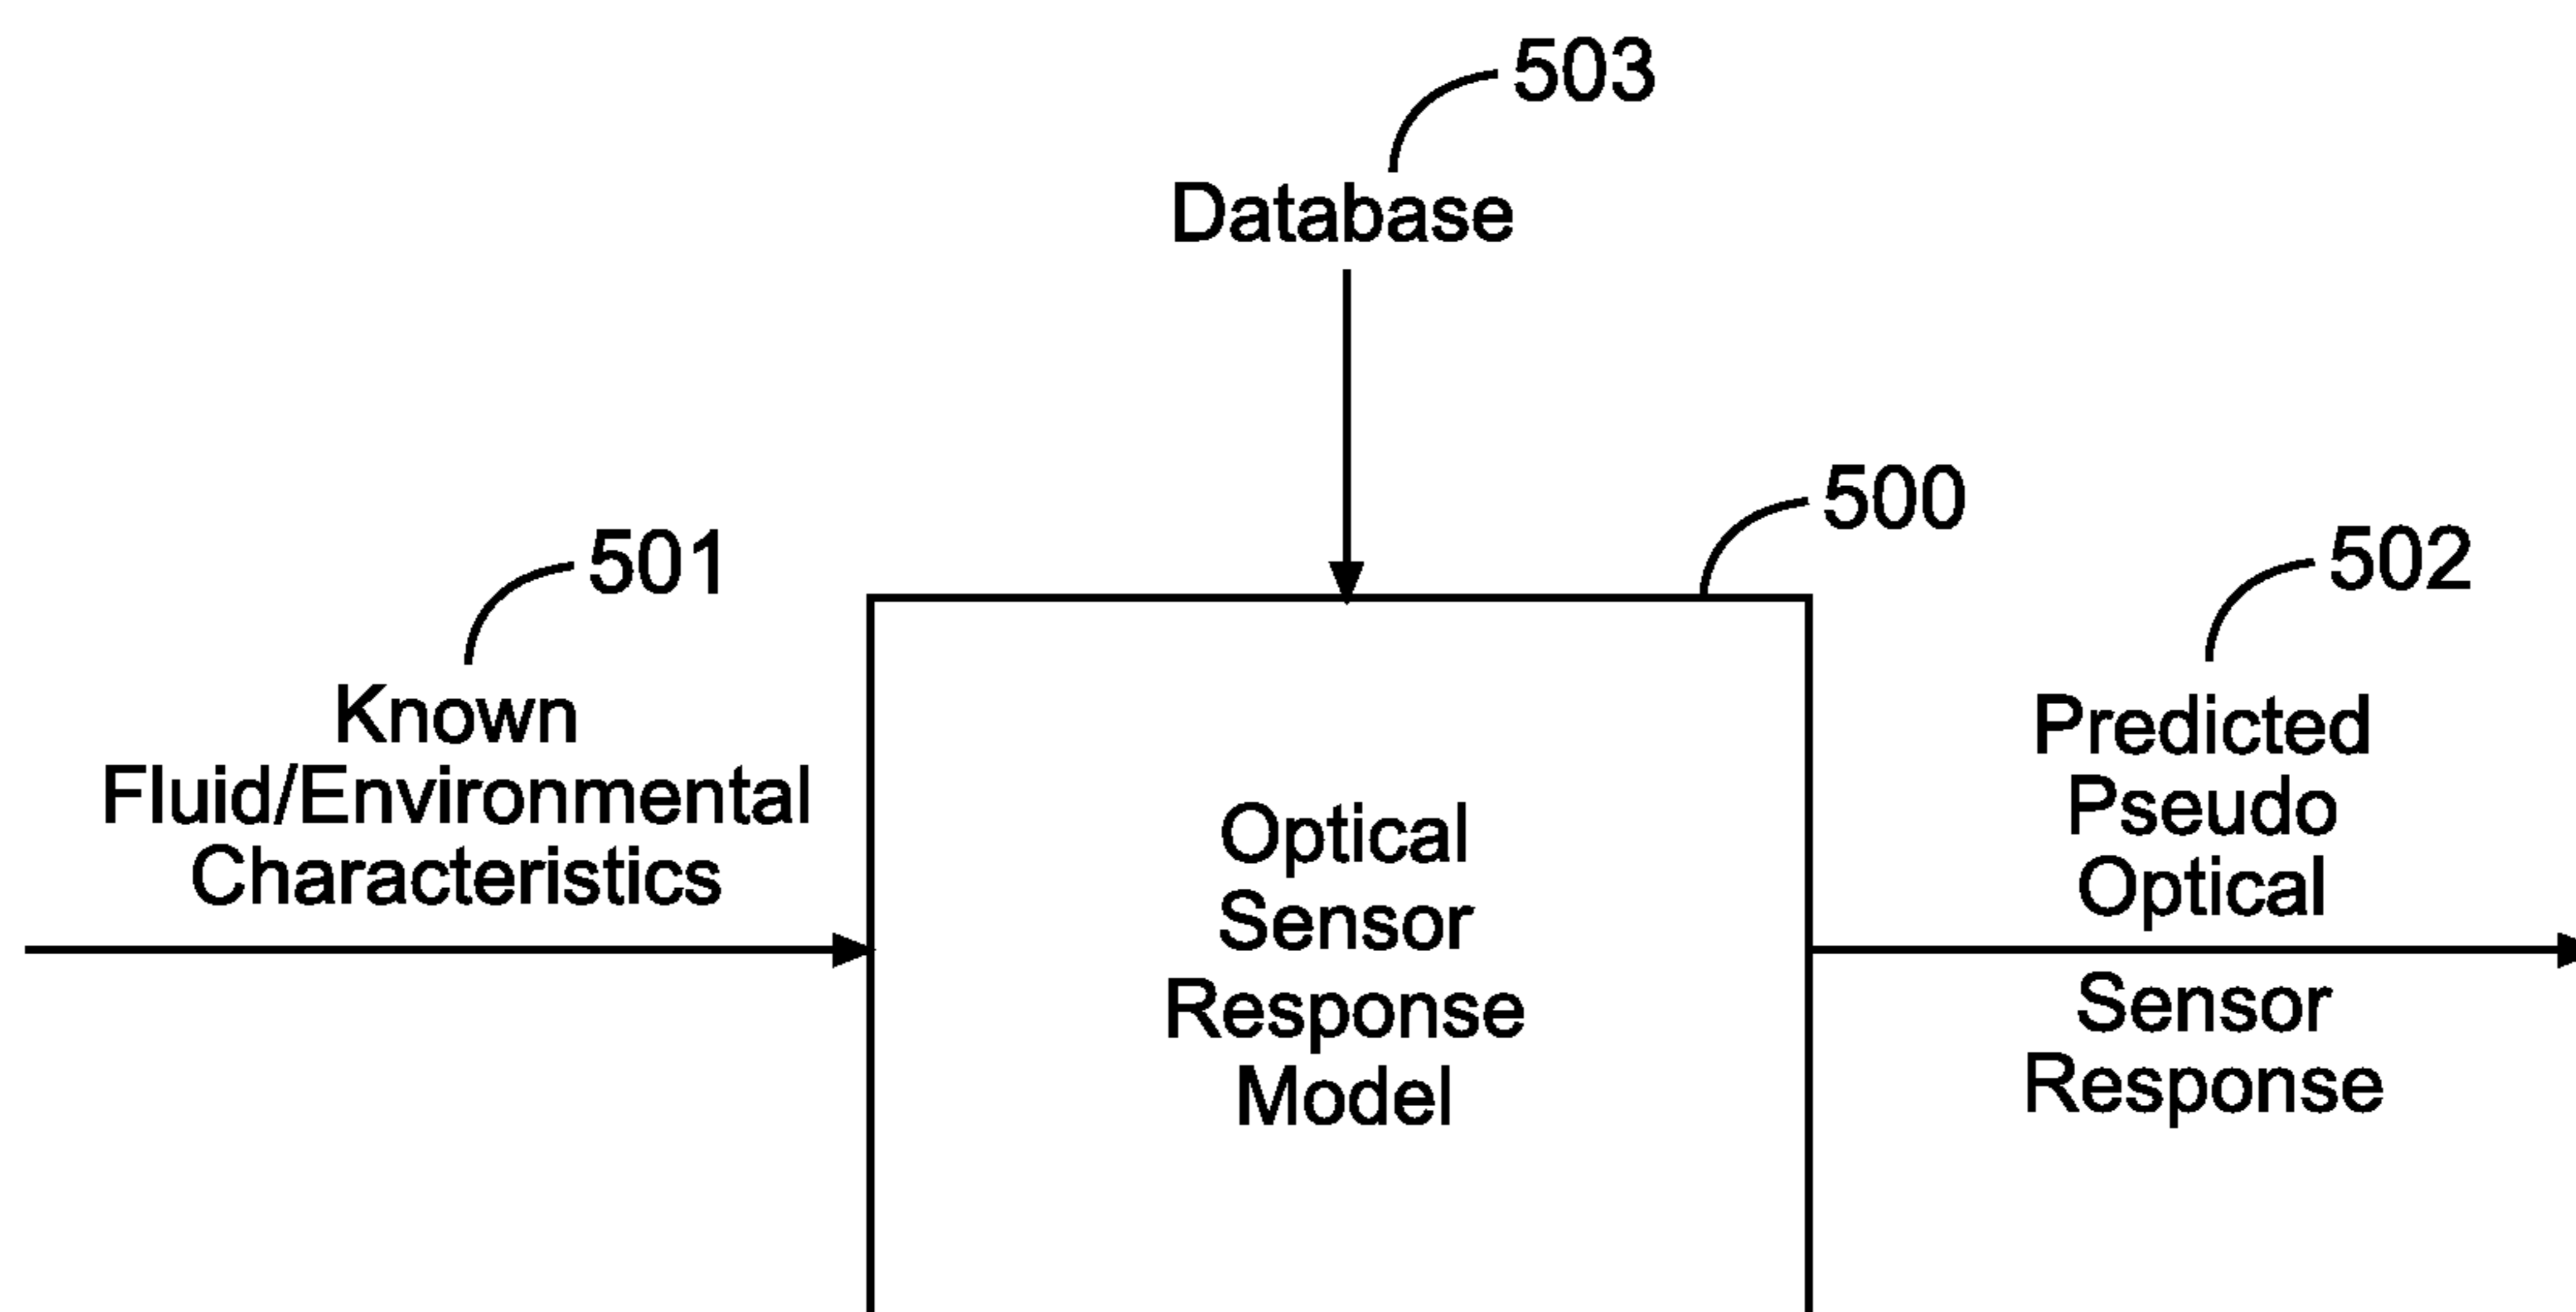 503
Database
500
501
502
Known
Fluid/Environmental
Characteristics
Optical
Sensor
Response
Model
Predicted
Pseudo
Optical
Sensor
Response